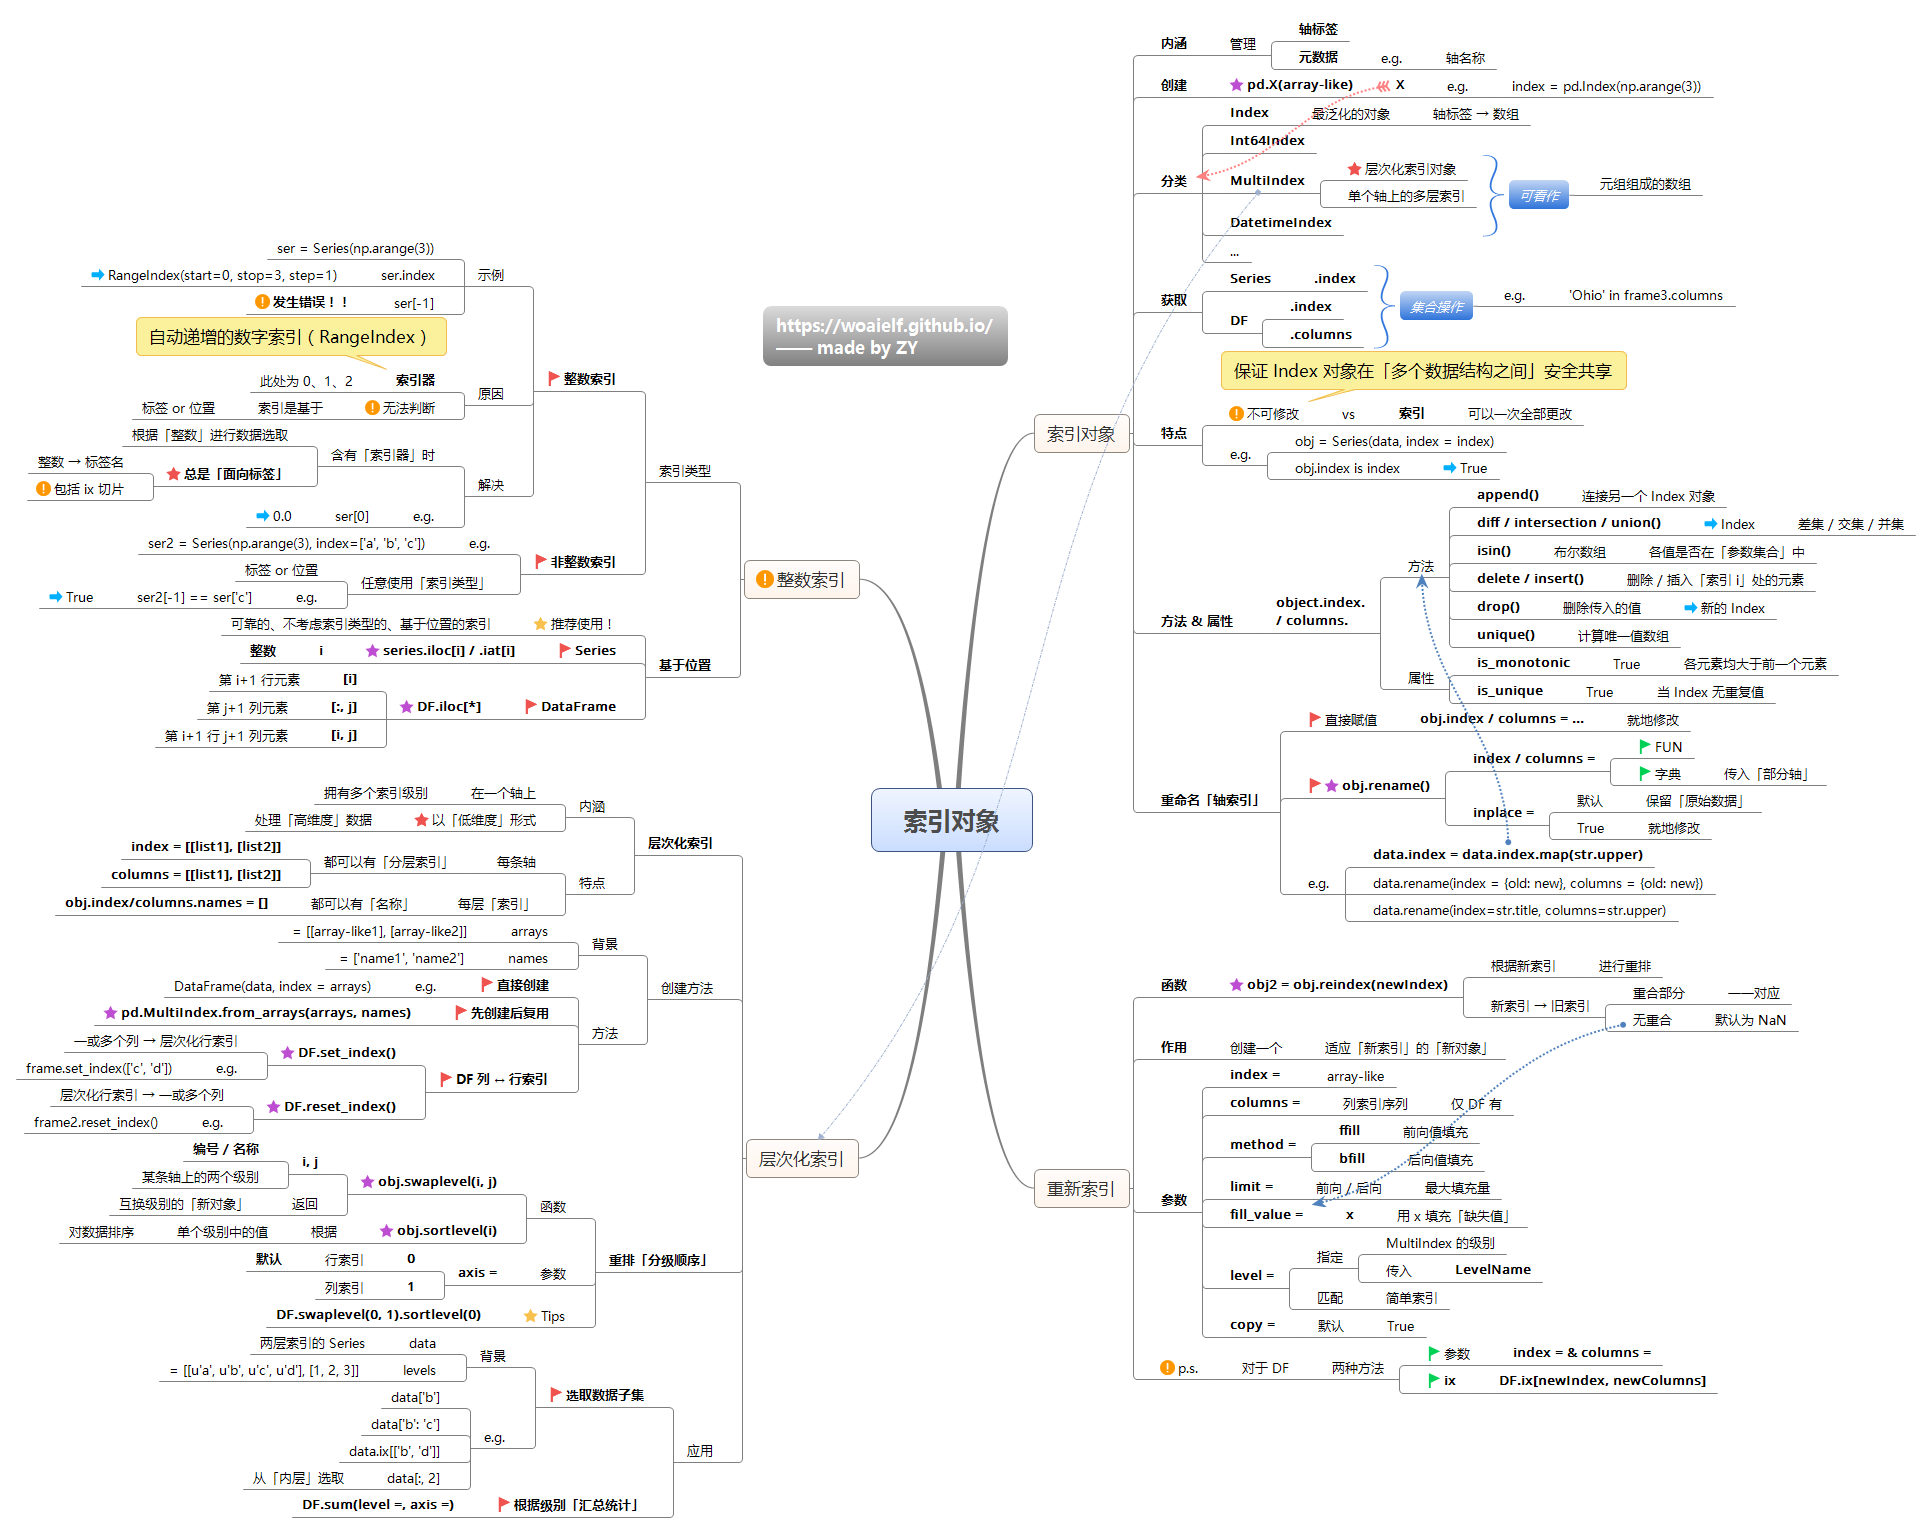 索引对象
https://woaielf.github.io/
—— made by ZY
索引对象
内涵
管理
轴标签
元数据
e.g.
轴名称
创建
pd.X(array-like)
X
e.g.
index = pd.Index(np.arange(3))
分类
Index
最泛化的对象
轴标签 → 数组
Int64Index
MultiIndex
层次化索引对象
单个轴上的多层索引
可看作
元组组成的数组
DatetimeIndex
...
获取
Series
.index
DF
.index
.columns
集合操作
e.g.
'Ohio' in frame3.columns
保证 Index 对象在「多个数据结构之间」安全共享
特点
不可修改
vs
索引
可以一次全部更改
e.g.
obj = Series(data, index = index)
obj.index is index
True
方法 & 属性
object.index.
/ columns.
方法
append()
连接另一个 Index 对象
diff / intersection / union()
Index
差集 / 交集 / 并集
isin()
布尔数组
各值是否在「参数集合」中
delete / insert()
删除 / 插入「索引 i」处的元素
drop()
删除传入的值
新的 Index
unique()
计算唯一值数组
属性
is_monotonic
True
各元素均大于前一个元素
is_unique
True
当 Index 无重复值
重命名「轴索引」
直接赋值
obj.index / columns = ...
就地修改
obj.rename()
index / columns =
FUN
字典
传入「部分轴」
inplace =
默认
保留「原始数据」
True
就地修改
e.g.
data.index = data.index.map(str.upper)
data.rename(index = {old: new}, columns = {old: new})
data.rename(index=str.title, columns=str.upper)
重新索引
函数
obj2 = obj.reindex(newIndex)
根据新索引
进行重排
新索引 → 旧索引
重合部分
一一对应
无重合
默认为 NaN
作用
创建一个
适应「新索引」的「新对象」
参数
index =
array-like
columns =
列索引序列
仅 DF 有
method =
ffill
前向值填充
bfill
后向值填充
limit =
前向 / 后向
最大填充量
fill_value =
x
用 x 填充「缺失值」
level =
指定
MultiIndex 的级别
传入
LevelName
匹配
简单索引
copy =
默认
True
p.s.
对于 DF
两种方法
参数
index = & columns =
ix
DF.ix[newIndex, newColumns]
整数索引
索引类型
整数索引
示例
ser = Series(np.arange(3))
ser.index
RangeIndex(start=0, stop=3, step=1)
ser[-1]
发生错误！！
自动递增的数字索引（RangeIndex）
原因
索引器
此处为 0、1、2
无法判断
索引是基于
标签 or 位置
解决
含有「索引器」时
根据「整数」进行数据选取
总是「面向标签」
整数 → 标签名
包括 ix 切片
e.g.
ser[0]
0.0
非整数索引
e.g.
ser2 = Series(np.arange(3), index=['a', 'b', 'c'])
任意使用「索引类型」
标签 or 位置
e.g.
ser2[-1] == ser['c']
True
基于位置
推荐使用！
可靠的、不考虑索引类型的、基于位置的索引
Series
series.iloc[i] / .iat[i]
i
整数
DataFrame
DF.iloc[*]
[i]
第 i+1 行元素
[:, j]
第 j+1 列元素
[i, j]
第 i+1 行 j+1 列元素
层次化索引
层次化索引
内涵
在一个轴上
拥有多个索引级别
以「低维度」形式
处理「高维度」数据
特点
每条轴
都可以有「分层索引」
index = [[list1], [list2]]
columns = [[list1], [list2]]
每层「索引」
都可以有「名称」
obj.index/columns.names = []
创建方法
背景
arrays
= [[array-like1], [array-like2]]
names
= ['name1', 'name2']
方法
直接创建
e.g.
DataFrame(data, index = arrays)
先创建后复用
pd.MultiIndex.from_arrays(arrays, names)
DF 列 ↔ 行索引
DF.set_index()
一或多个列 → 层次化行索引
e.g.
frame.set_index(['c', 'd'])
DF.reset_index()
层次化行索引 → 一或多个列
e.g.
frame2.reset_index()
重排「分级顺序」
函数
obj.swaplevel(i, j)
i, j
编号 / 名称
某条轴上的两个级别
返回
互换级别的「新对象」
obj.sortlevel(i)
根据
单个级别中的值
对数据排序
参数
axis =
0
行索引
默认
1
列索引
Tips
DF.swaplevel(0, 1).sortlevel(0)
应用
选取数据子集
背景
data
两层索引的 Series
levels
= [[u'a', u'b', u'c', u'd'], [1, 2, 3]]
e.g.
data['b']
data['b': 'c']
data.ix[['b', 'd']]
data[:, 2]
从「内层」选取
根据级别「汇总统计」
DF.sum(level =, axis =)